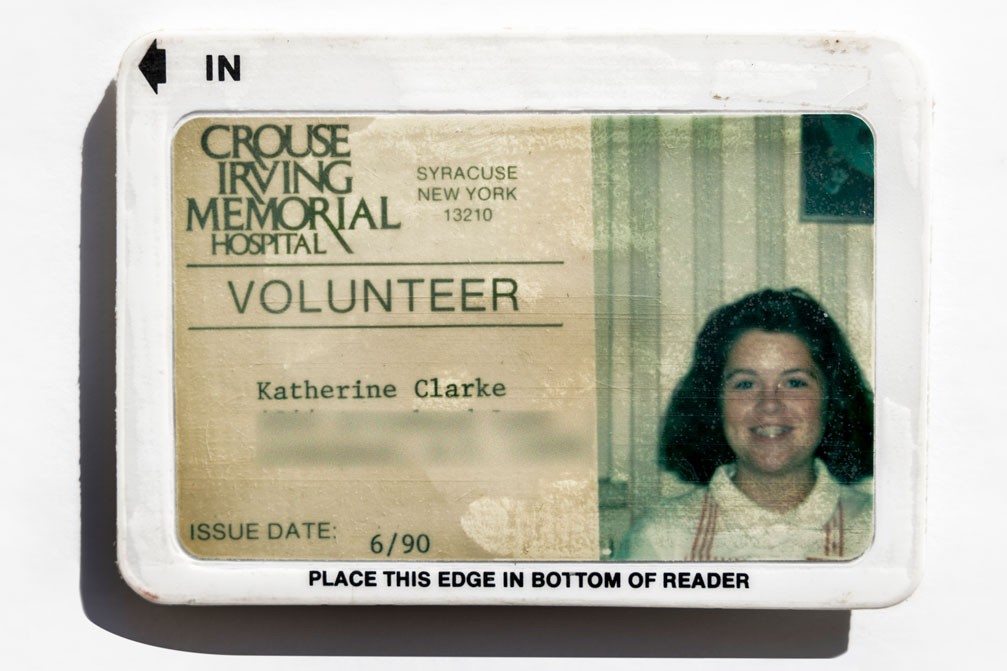 IN
CROUSE
IRVING
MEMORIAL
HOSPITAL
SYRACUSE
NEW YORK
13210
VOLUNTEER
Katherine Clarke
ISSUE DATE: 6/90
PLACE THIS EDGE IN BOTTOM OF READER